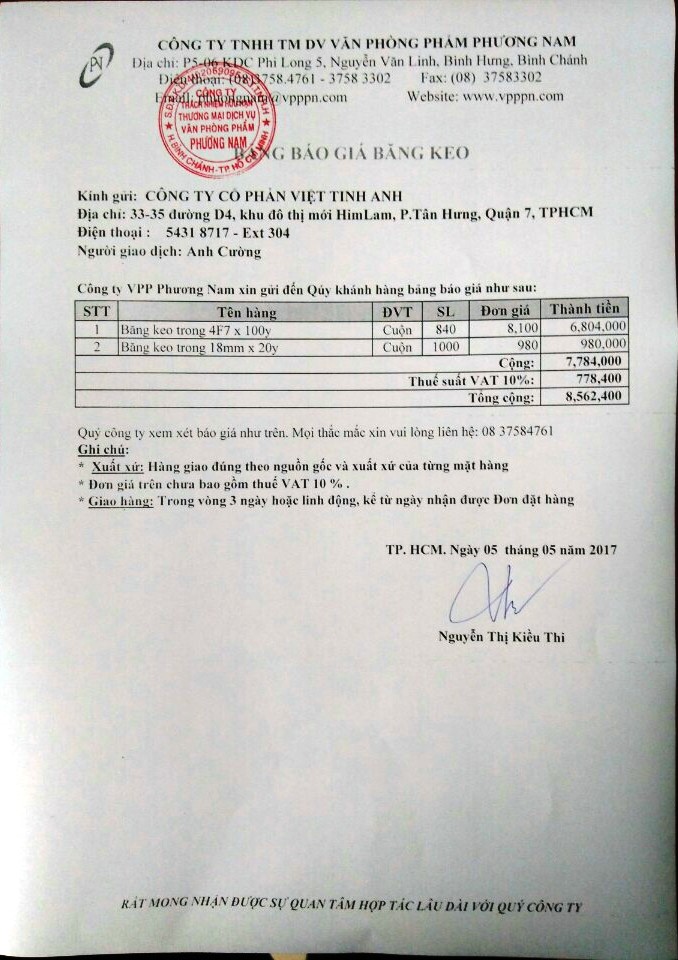 CÔNG TY TNHH TM DV VĂN PHÒNG PHẨM PHƯƠNG NAM
PN
Địa chỉ: P5-06 KDC Phi Long 5, Nguyễn Văn Linh, Bình Hưng, Bình Chánh
Điện thoại: (08)3758.4761 - 3758 3302 Fax: (08) 37583302
Email: phuongnam@vpppn.com Website: www.vpppn.com
CÔNG TY
TRÁCH NHIỆM HỮU HẠN
THƯƠNG MẠI DỊCH VỤ
VĂN PHÒNG PHẨM
PHƯƠNG NAM
H.BÌNH CHÁNH-TP.HỒ CHÍ MINH
BẢNG BÁO GIÁ BĂNG KEO
Kính gửi: CÔNG TY CỔ PHẦN VIỆT TINH ANH
Địa chỉ: 33-35 đường D4, khu đô thị mới HimLam, P.Tân Hưng, Quận 7, TPHCM
Điện thoại : 5431 8717 - Ext 304
Người giao dịch: Anh Cường
Công ty VPP Phương Nam xin gửi đến Qúy khánh hàng bảng báo giá như sau:
STT Tên hàng ĐVT SL Đơn giá Thành tiền
1 Băng keo trong 4F7 x 100y Cuộn 840 8,100 6,804,000
2 Băng keo trong 18mm x 20y Cuộn 1000 980 980,000
Cộng: 7,784,000
Thuế suất VAT 10%: 778,400
Tổng cộng: 8,562,400
Quý công ty xem xét báo giá như trên. Mọi thắc mắc xin vui lòng liên hệ: 08 37584761
Ghi chú:
* Xuất xứ: Hàng giao đúng theo nguồn gốc và xuất xứ của từng mặt hàng
* Đơn giá trên chưa bao gồm thuế VAT 10 % .
* Giao hàng: Trong vòng 3 ngày hoặc linh động, kể từ ngày nhận được Đơn đặt hàng
TP. HCM. Ngày 05 tháng 05 năm 2017
Nguyễn Thị Kiều Thi
RẤT MONG NHẬN ĐƯỢC SỰ QUAN TÂM HỢP TÁC LÂU DÀI VỚI QUÝ CÔNG TY